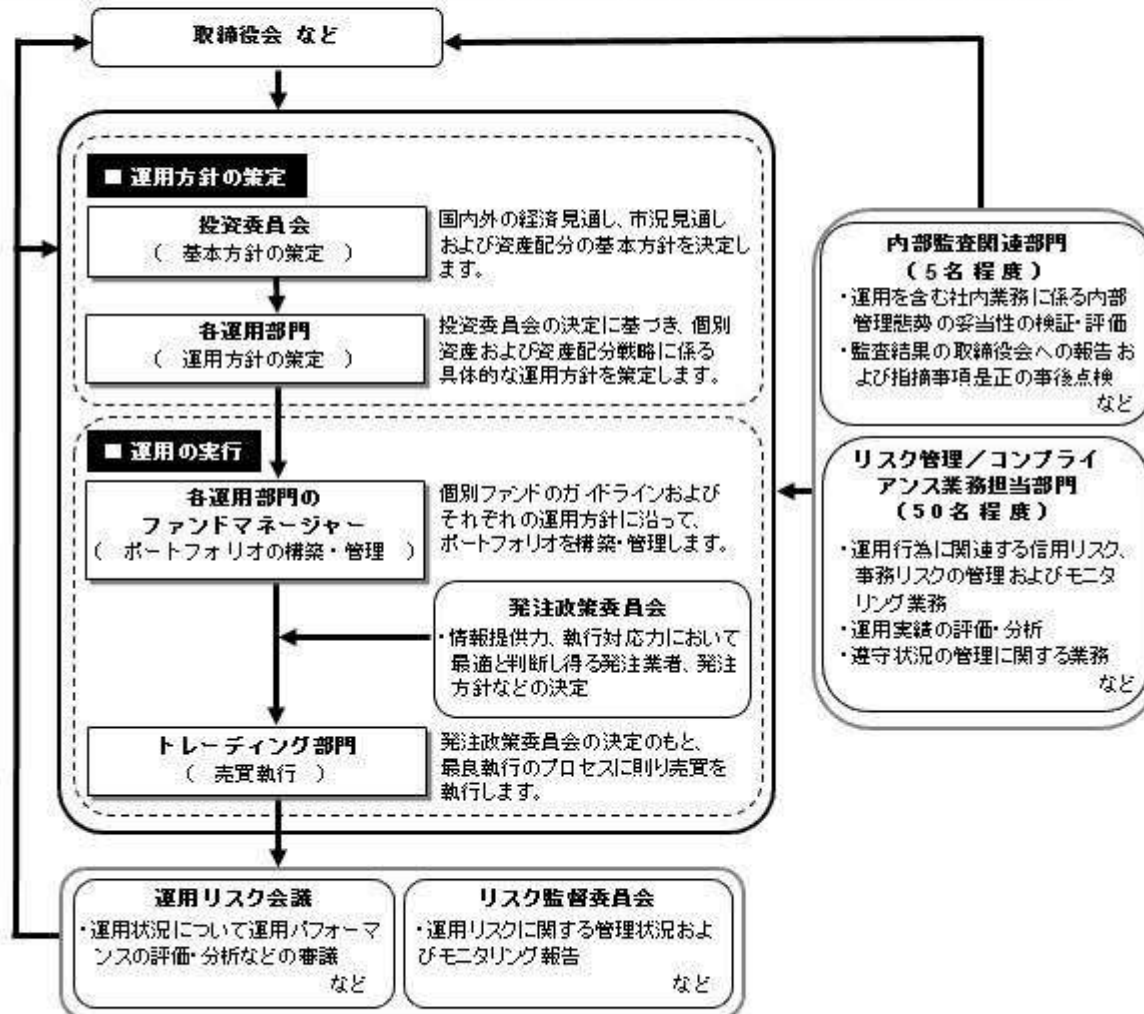 取締役会 など
■ 運用方針の策定
投資委員会
( 基本方針の策定 )
国内外の経済見通し、市況見通し
および資産配分の基本方針を決定し
ます。
各運用部門
( 運用方針の策定 )
投資委員会の決定に基づき、個別
資産および資産配分戦略に係る
具体的な運用方針を策定します。
■ 運用の実行
各運用部門の
ファンドマネージャー
( ポートフォリオの構築・管理 )
個別ファンドのガイドラインおよび
それぞれの運用方針に沿って、
ポートフォリオを構築・管理します。
発注政策委員会
・情報提供力、執行対応力において
最適と判断し得る発注業者、発注
方針などの決定
トレーディング部門
( 売買執行 )
発注政策委員会の決定のもと、
最良執行のプロセスに則り売買を
執行します。
内部監査関連部門
(5名程度)
・運用を含む社内業務に係る内部
管理態勢の妥当性の検証・評価
・監査結果の取締役会への報告お
よび指摘事項是正の事後点検
など
リスク管理/コンプライ
アンス業務担当部門
(50名程度)
・運用行為に関連する信用リスク、
事務リスクの管理およびモニタ
リング業務
・運用実績の評価・分析
・遵守状況の管理に関する業務
など
運用リスク会議
・運用状況について運用パフォーマ
ンスの評価・分析などの審議
など
リスク監督委員会
・運用リスクに関する管理状況およ
びモニタリング報告
など